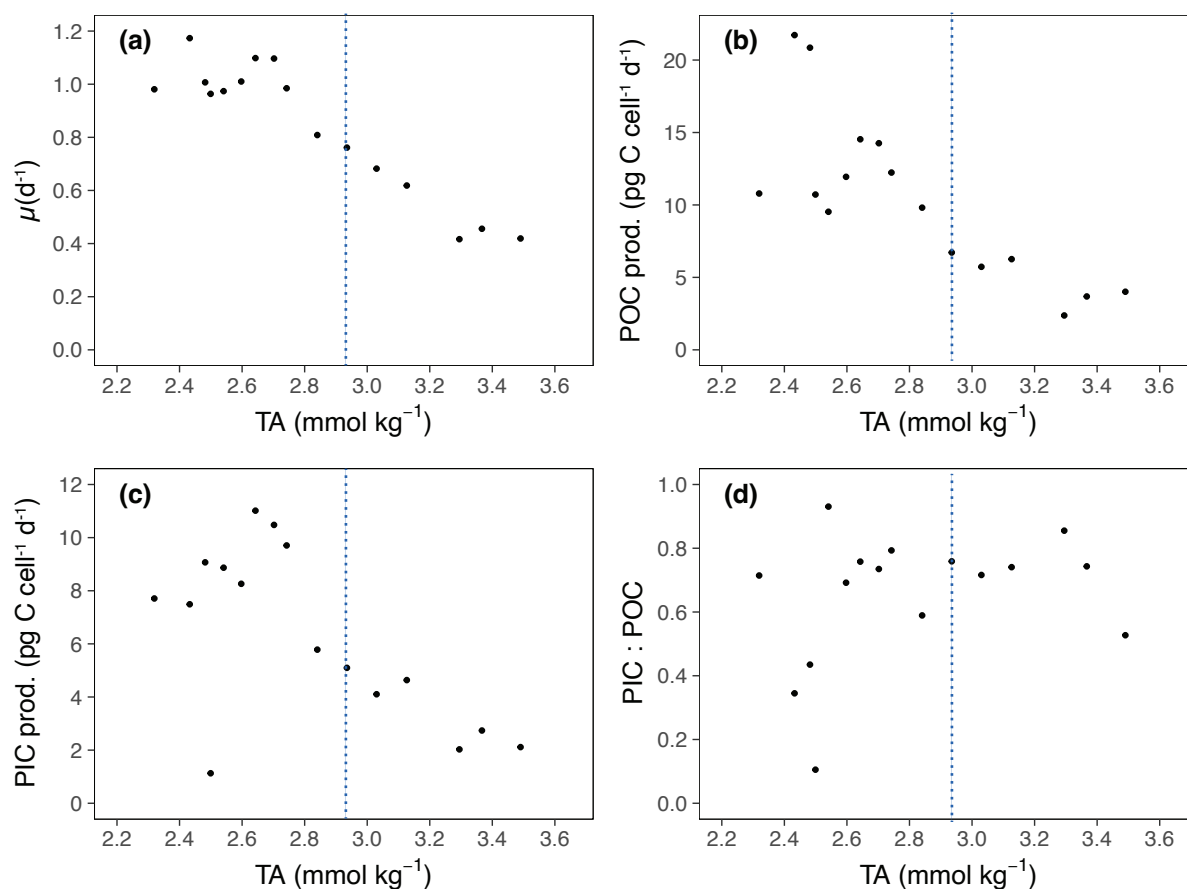 (a)
1.2
1.0
0.8
0.6
0.4
0.2
0.0
μ(d⁻¹)
2.2 2.4 2.6 2.8 3.0 3.2 3.4 3.6
TA (mmol kg⁻¹)
(b)
20
15
10
5
0
POC prod. (pg C cell⁻¹ d⁻¹)
2.2 2.4 2.6 2.8 3.0 3.2 3.4 3.6
TA (mmol kg⁻¹)
(c)
12
10
8
6
4
2
0
PIC prod. (pg C cell⁻¹ d⁻¹)
2.2 2.4 2.6 2.8 3.0 3.2 3.4 3.6
TA (mmol kg⁻¹)
(d)
1.0
0.8
0.6
0.4
0.2
0.0
PIC : POC
2.2 2.4 2.6 2.8 3.0 3.2 3.4 3.6
TA (mmol kg⁻¹)